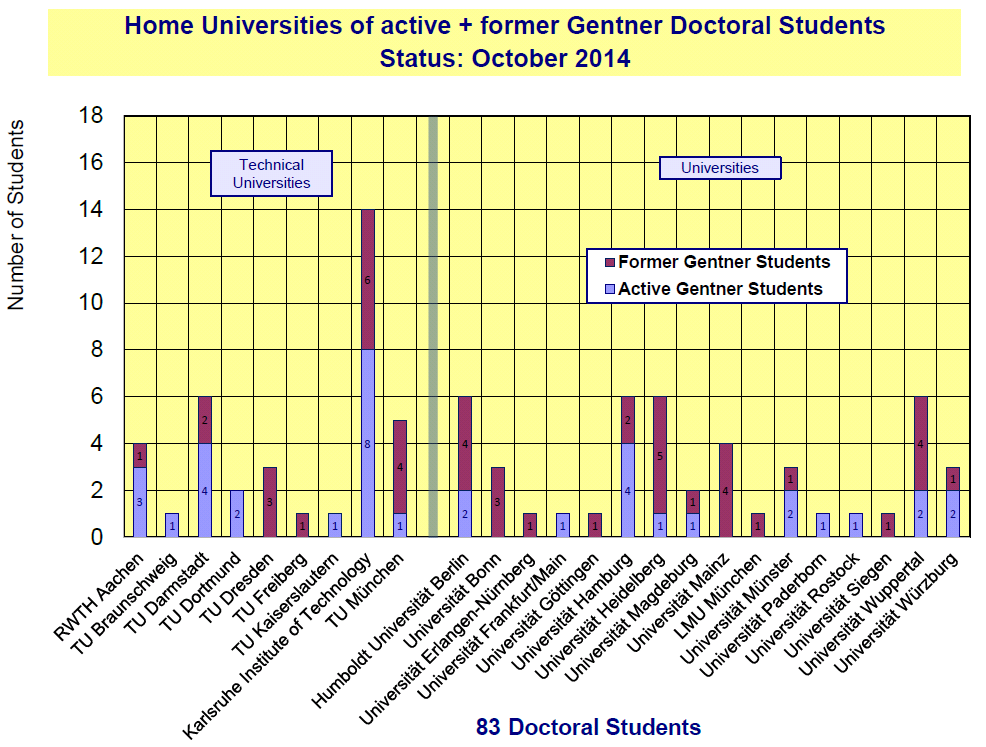 Home Universities of active + former Gentner Doctoral Students
Status: October 2014
Number of Students
18
16
14
12
10
8
6
4
2
0
Technical
Universities
Universities
Former Gentner Students
Active Gentner Students
1
3
1
2
4
2
3
1
1
6
8
4
1
4
2
3
1
1
1
2
4
5
1
1
1
4
1
1
2
1
1
1
4
2
1
2
RWTH Aachen
TU Braunschweig
TU Darmstadt
TU Dortmund
TU Dresden
TU Freiberg
TU Kaiserslautern
Karlsruhe Institute of Technology
TU München
Humboldt Universität Berlin
Universität Bonn
Universität Erlangen-Nürnberg
Universität Frankfurt/Main
Universität Göttingen
Universität Hamburg
Universität Heidelberg
Universität Magdeburg
Universität Mainz
LMU München
Universität Münster
Universität Paderborn
Universität Rostock
Universität Siegen
Universität Wuppertal
Universität Würzburg
83 Doctoral Students